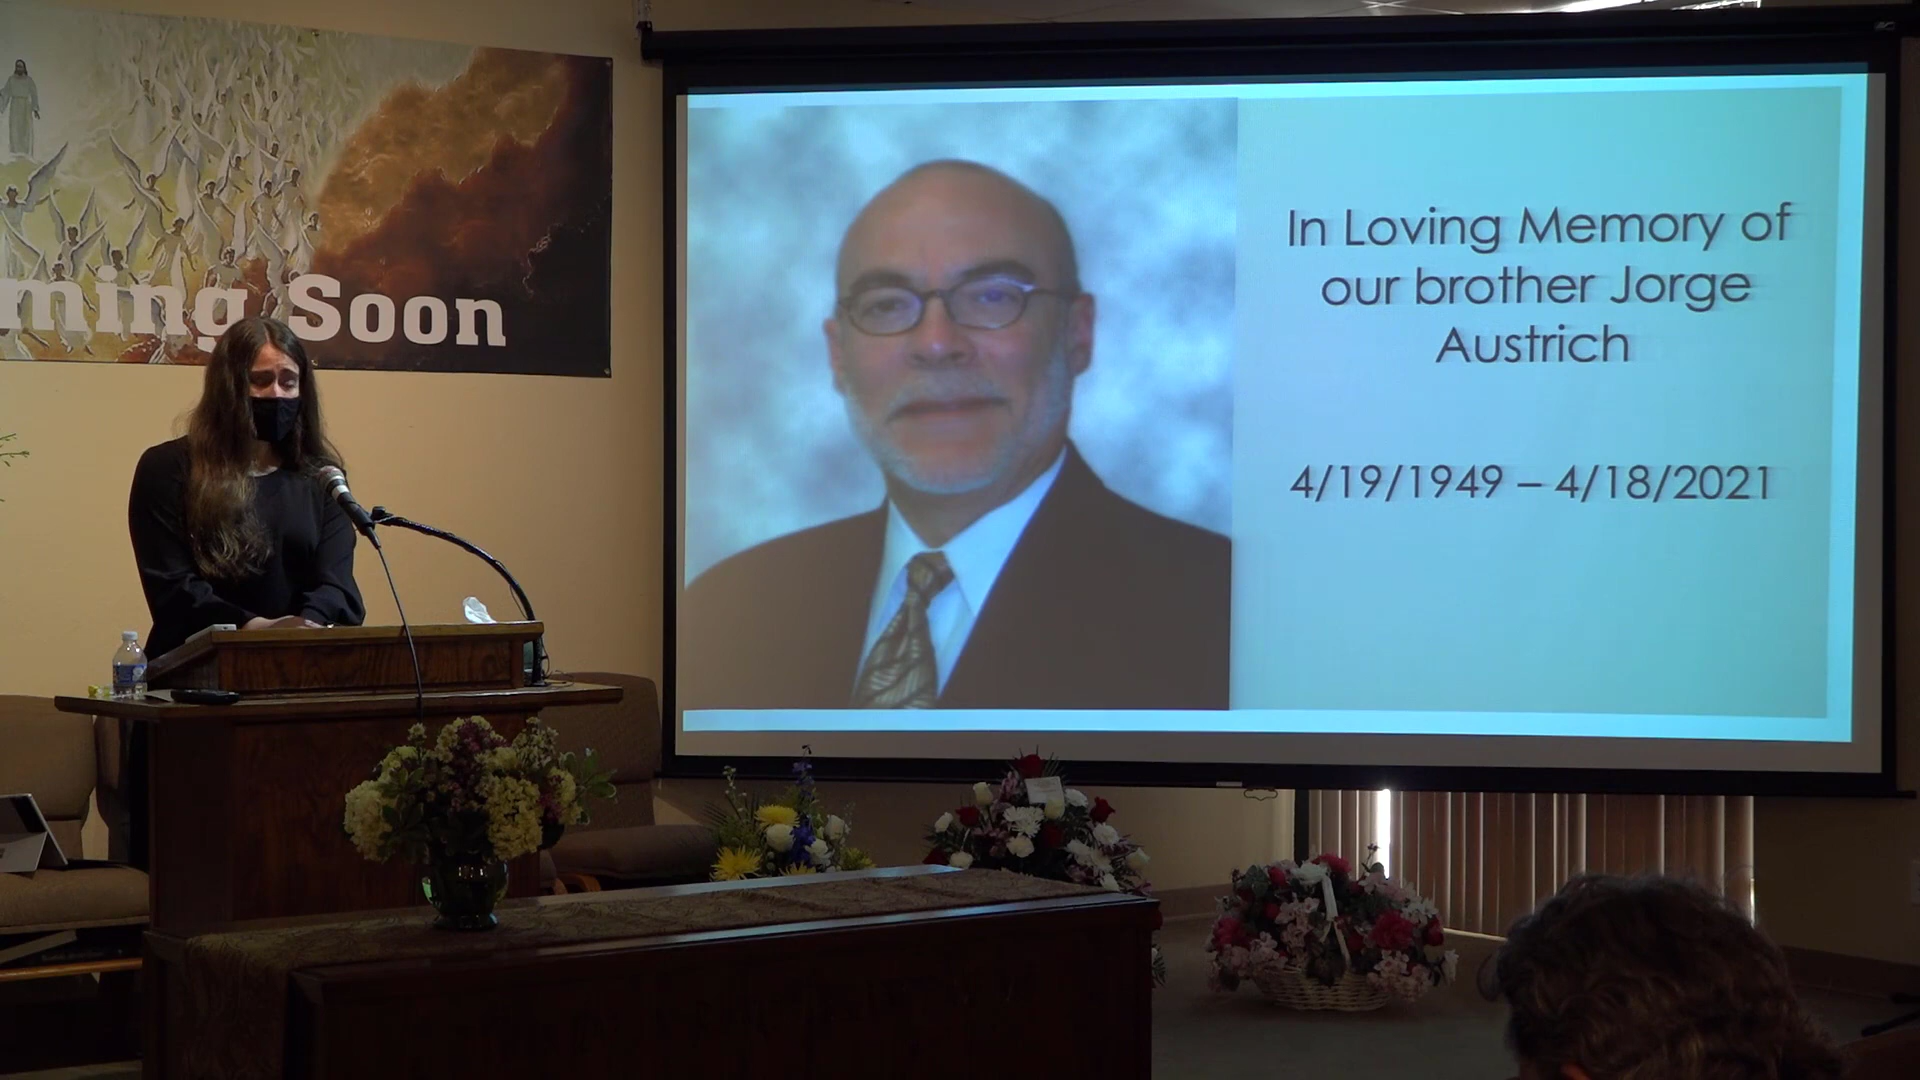 ming Soon
In Loving Memory of
our brother Jorge
Austrich
4/19/1949 – 4/18/2021